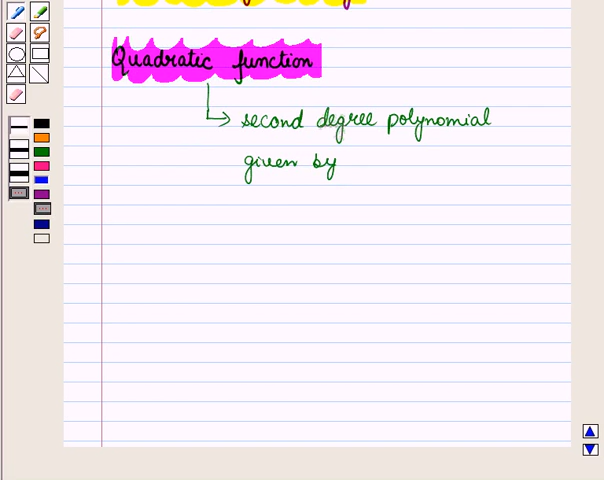 Quadratic function
second degree polynomial
given by